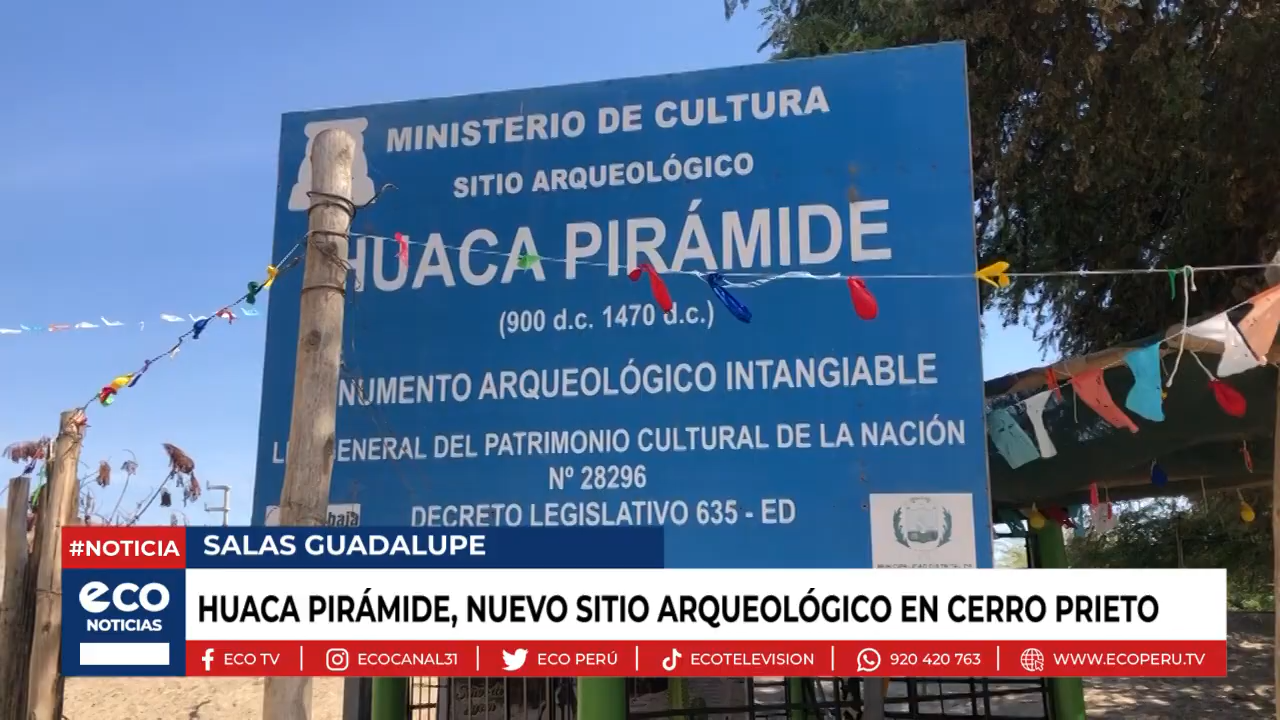 MINISTERIO DE CULTURA
SITIO ARQUEOLÓGICO
HUACA PIRÁMIDE
(900 d.c. 1470 d.c.)
NUMENTO ARQUEOLÓGICO INTANGIABLE
L ENERAL DEL PATRIMONIO CULTURAL DE LA NACIÓN
Nº 28296
DECRETO LEGISLATIVO 635 - ED
#NOTICIA
SALAS GUADALUPE
eco
NOTICIAS
HUACA PIRÁMIDE, NUEVO SITIO ARQUEOLÓGICO EN CERRO PRIETO
ECO TV | ECOCANAL31 | ECO PERÚ | ECOTELEVISION | 920 420 763 | WWW.ECOPERU.TV